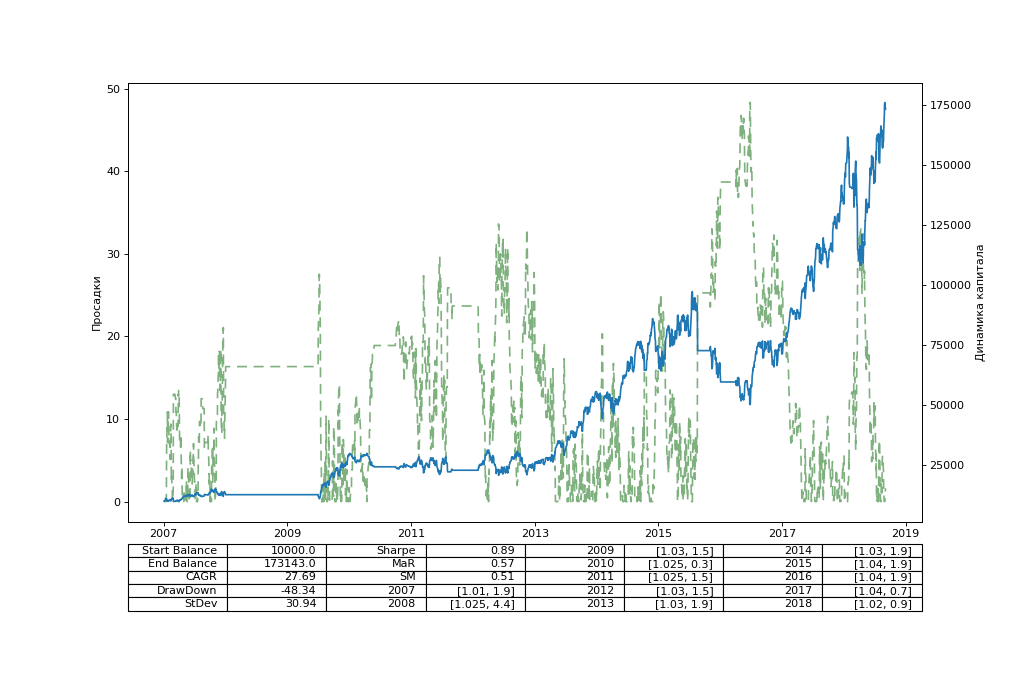 50
40
30
20
10
0
Просадки
175000
150000
125000
100000
75000
50000
25000
Динамика капитала
2007 2009 2011 2013 2015 2017 2019
Start Balance 10000.0 Sharpe 0.89 2009 [1.03, 1.5] 2014 [1.03, 1.9]
End Balance 173143.0 MaR 0.57 2010 [1.025, 0.3] 2015 [1.04, 1.9]
CAGR 27.69 SM 0.51 2011 [1.025, 1.5] 2016 [1.04, 1.9]
DrawDown -48.34 2007 [1.01, 1.9] 2012 [1.03, 1.5] 2017 [1.04, 0.7]
StDev 30.94 2008 [1.025, 4.4] 2013 [1.03, 1.9] 2018 [1.02, 0.9]